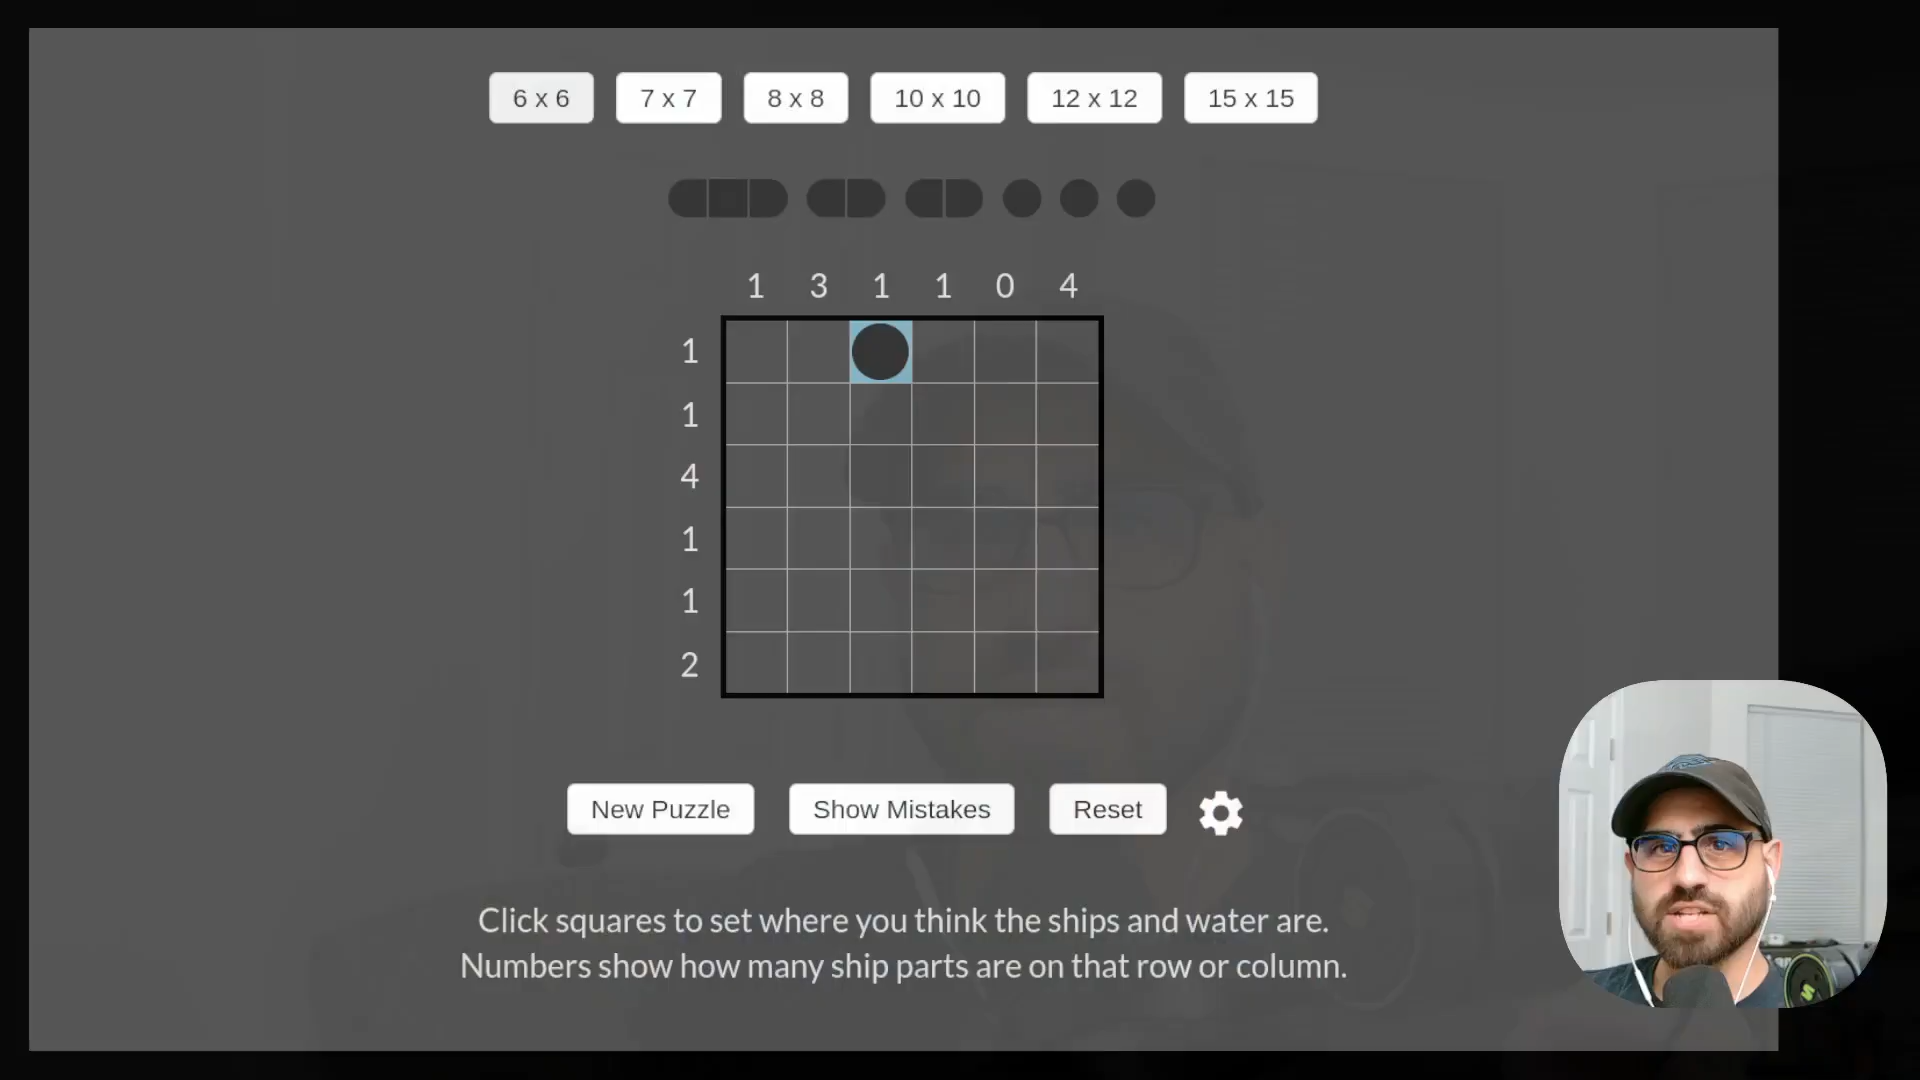 6 x 6 7 x 7 8 x 8 10 x 10 12 x 12 15 x 15
1 3 1 1 0 4
1
1
4
1
1
2
New Puzzle Show Mistakes Reset
Click squares to set where you think the ships and water are.
Numbers show how many ship parts are on that row or column.